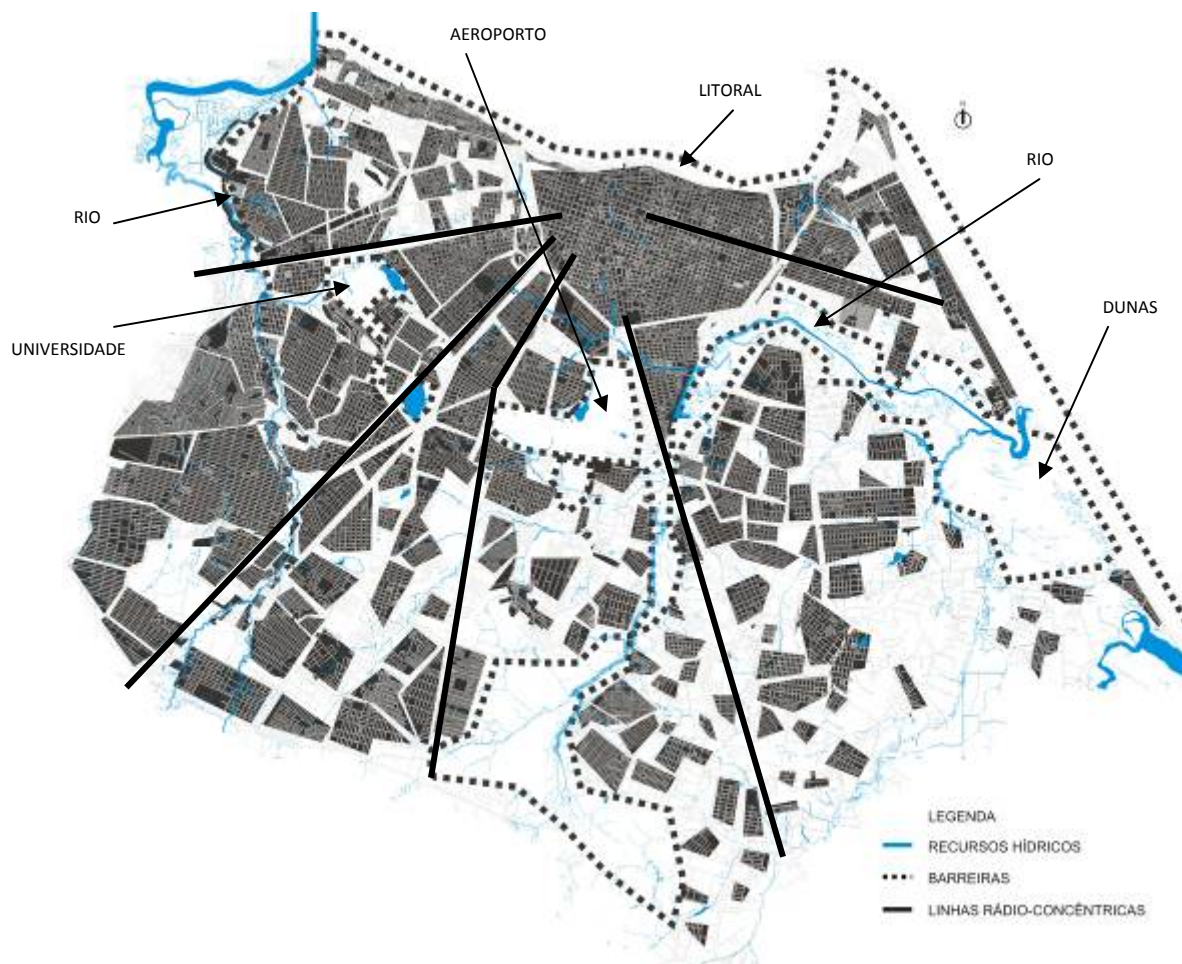 AEROPORTO
LITORAL
N
RIO
RIO
DUNAS
UNIVERSIDADE
LEGENDA
RECURSOS HÍDRICOS
BARREIRAS
LINHAS RÁDIO-CONCÊNTRICAS